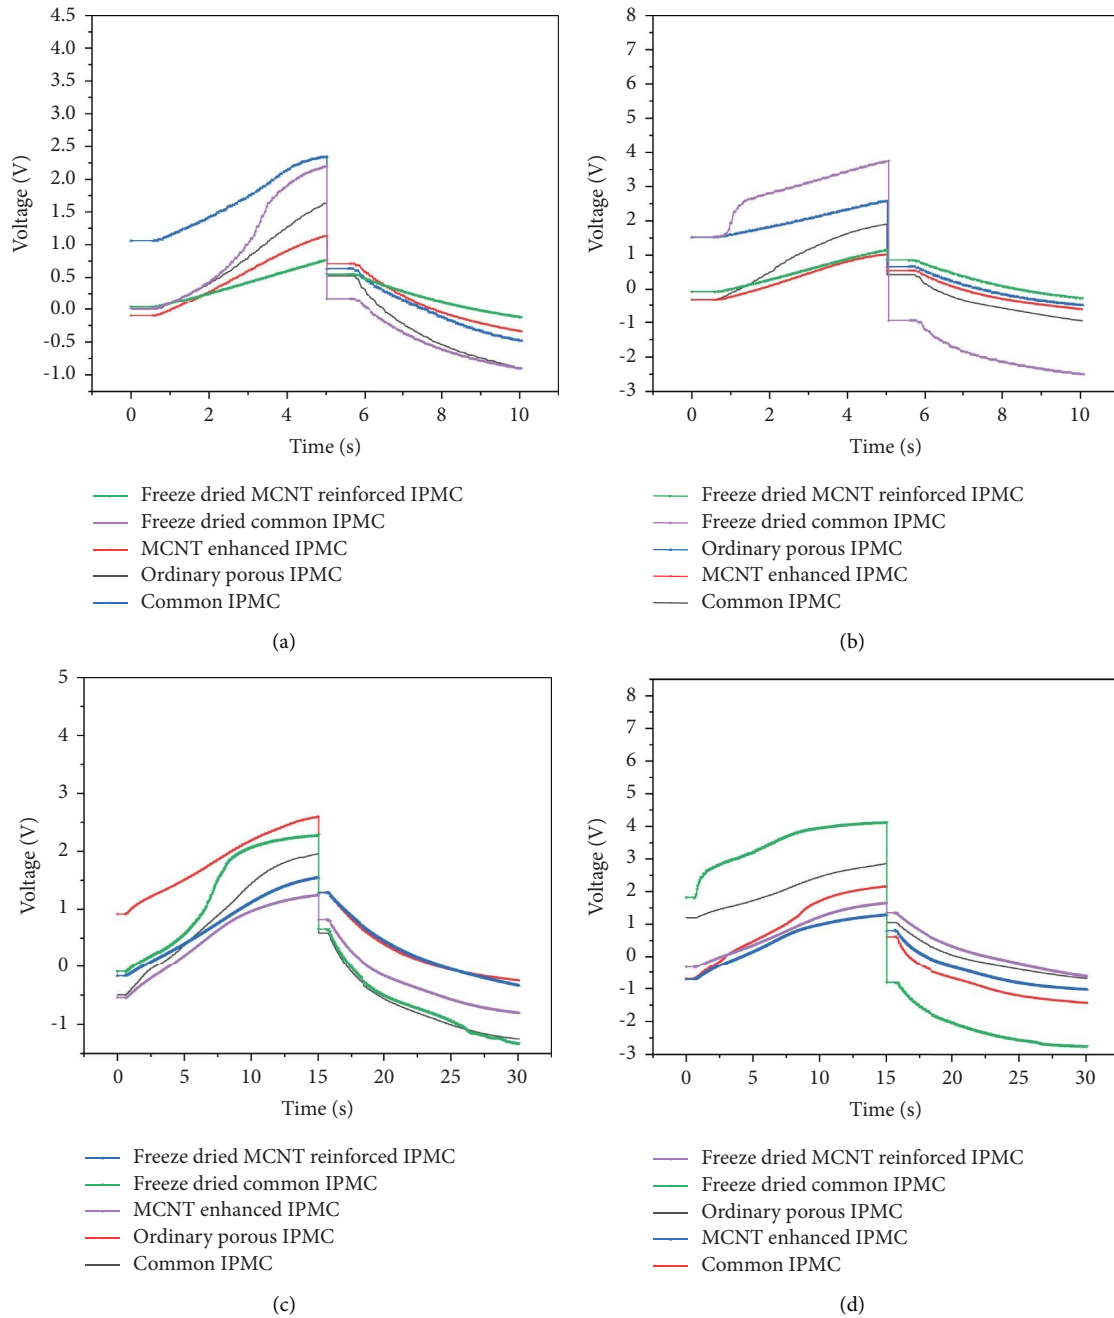 4.5
4.0
3.5
3.0
2.5
2.0
1.5
1.0
0.5
0.0
-0.5
-1.0
Voltage (V)
0 2 4 6 8 10
Time (s)
Freeze dried MCNT reinforced IPMC
Freeze dried common IPMC
MCNT enhanced IPMC
Ordinary porous IPMC
Common IPMC
(a)
8
7
6
5
4
3
2
1
0
-1
-2
-3
Voltage (V)
0 2 4 6 8 10
Time (s)
Freeze dried MCNT reinforced IPMC
Freeze dried common IPMC
Ordinary porous IPMC
MCNT enhanced IPMC
Common IPMC
(b)
5
4
3
2
1
0
-1
Voltage (V)
0 5 10 15 20 25 30
Time (s)
Freeze dried MCNT reinforced IPMC
Freeze dried common IPMC
MCNT enhanced IPMC
Ordinary porous IPMC
Common IPMC
(c)
8
7
6
5
4
3
2
1
0
-1
-2
-3
Voltage (V)
0 5 10 15 20 25 30
Time (s)
Freeze dried MCNT reinforced IPMC
Freeze dried common IPMC
Ordinary porous IPMC
MCNT enhanced IPMC
Common IPMC
(d)